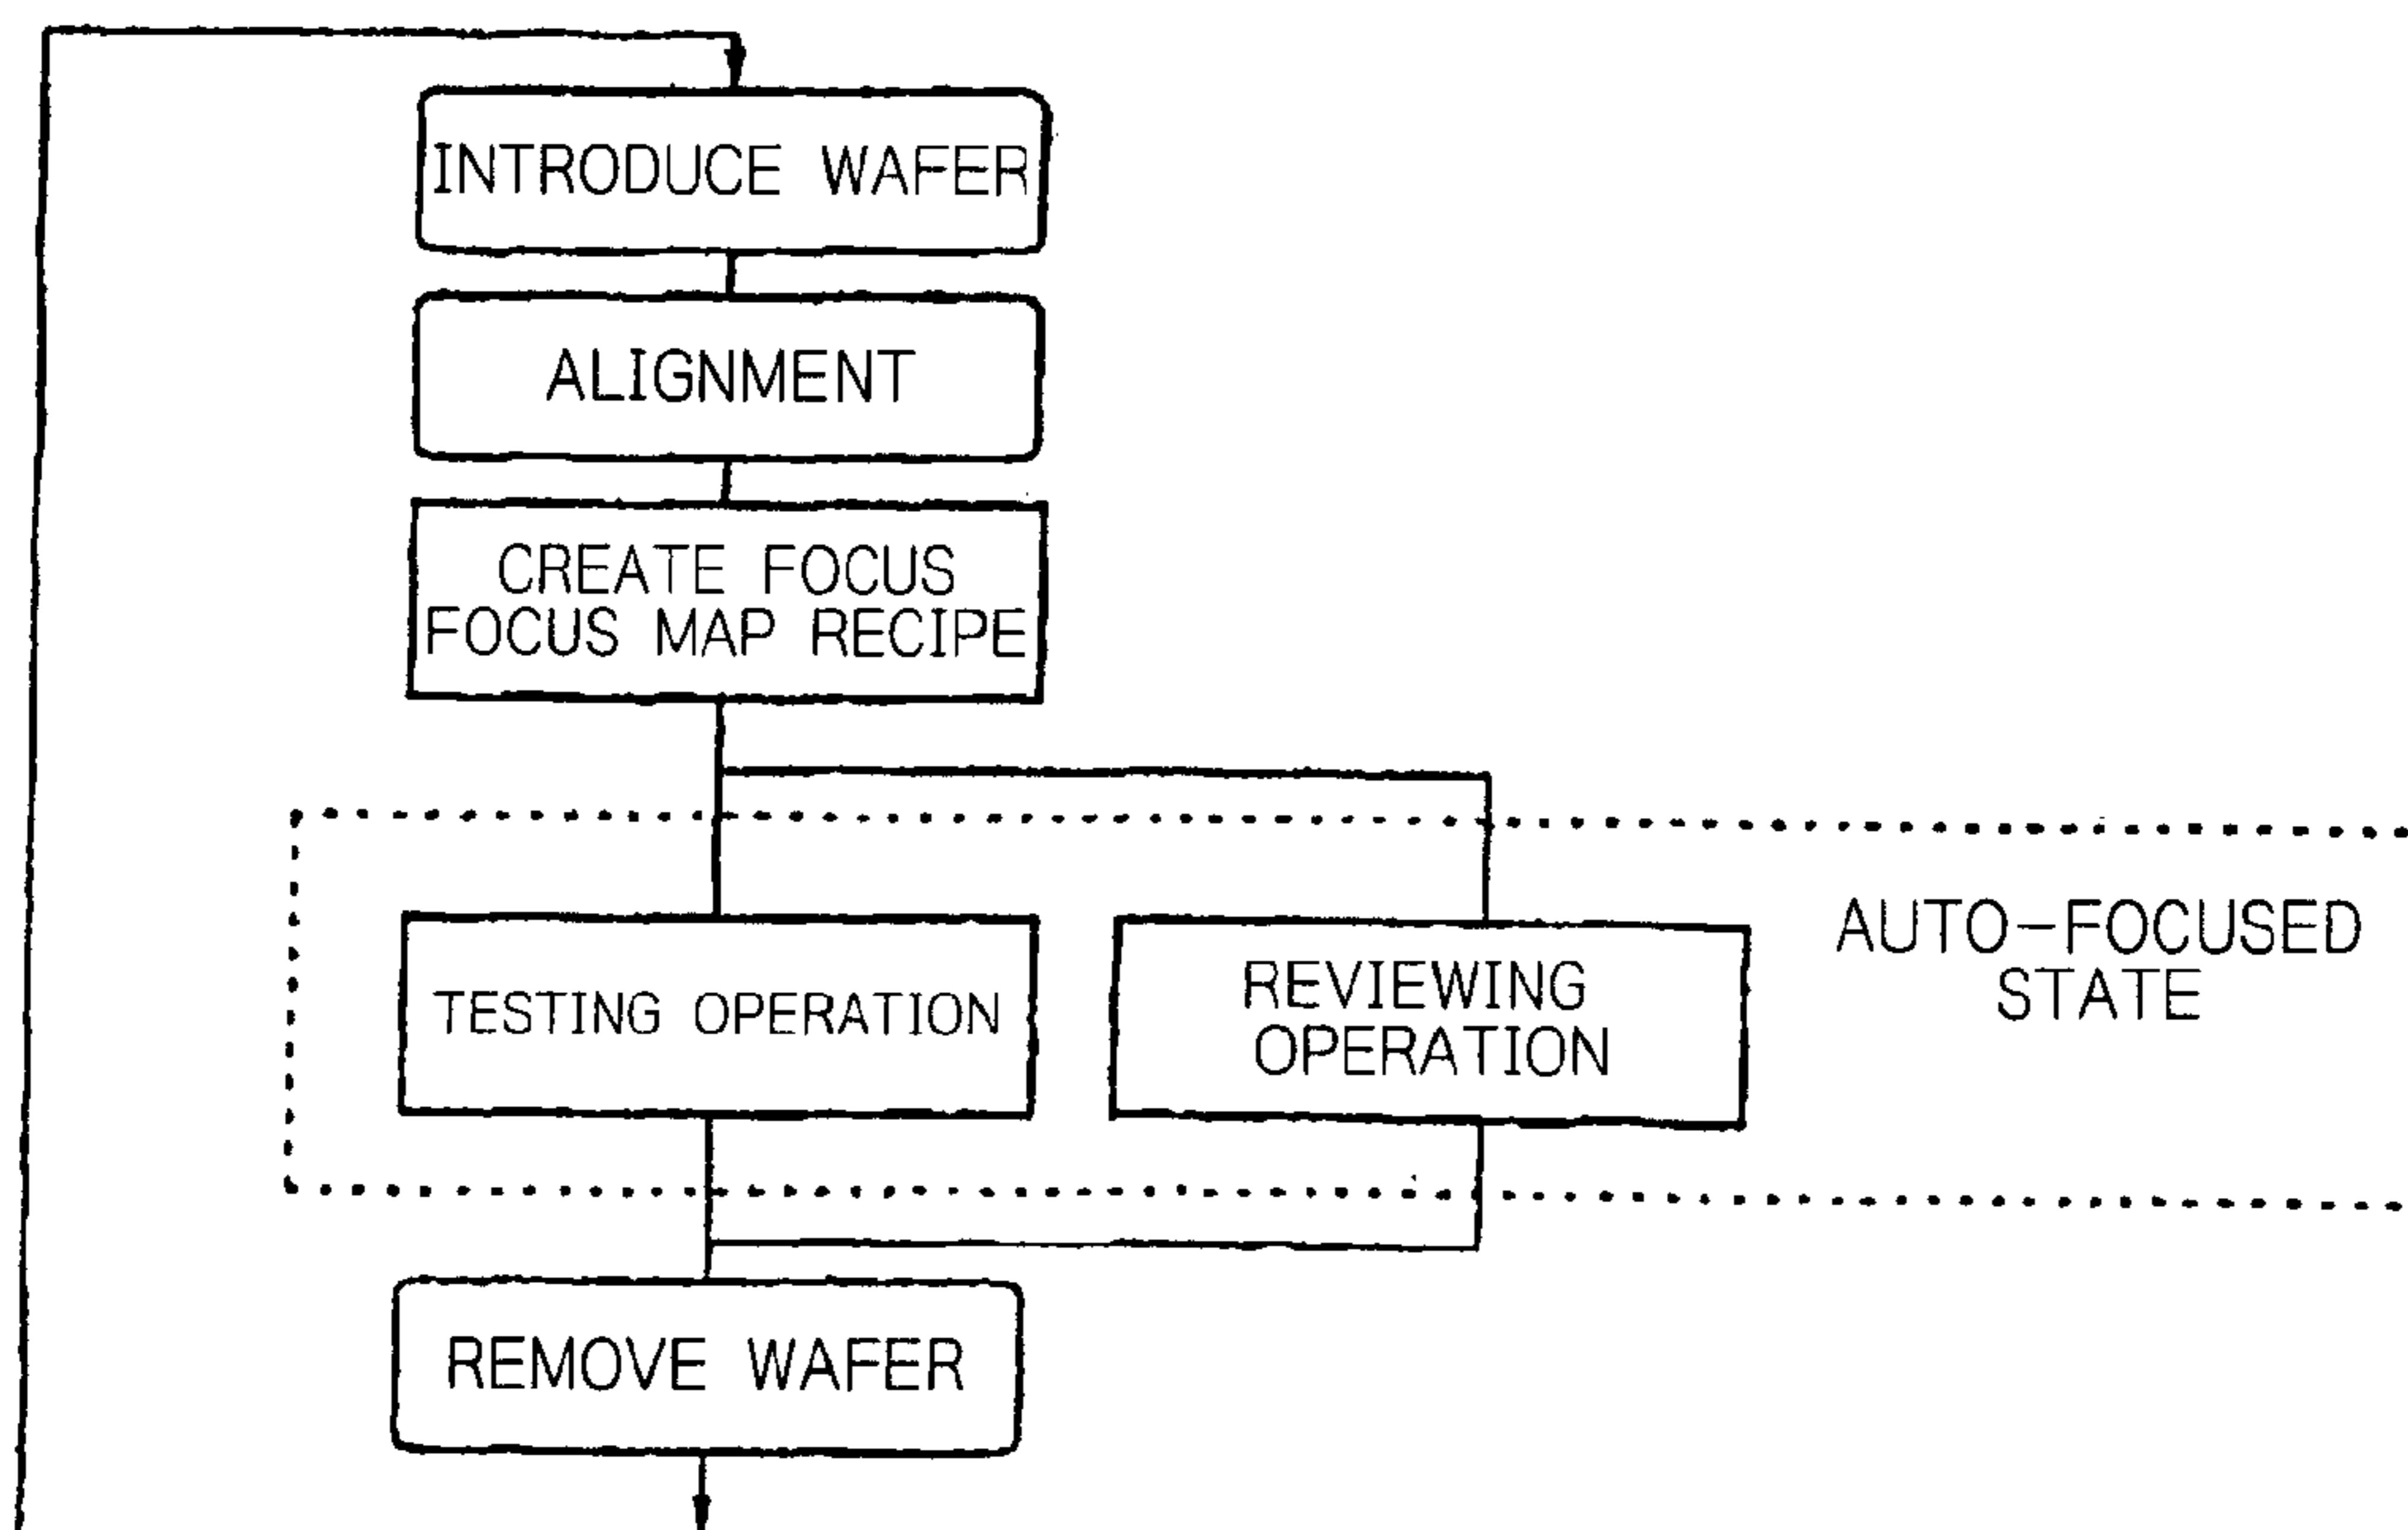 INTRODUCE WAFER
ALIGNMENT
CREATE FOCUS
FOCUS MAP RECIPE
TESTING OPERATION
REVIEWING
OPERATION
AUTO-FOCUSED
STATE
REMOVE WAFER